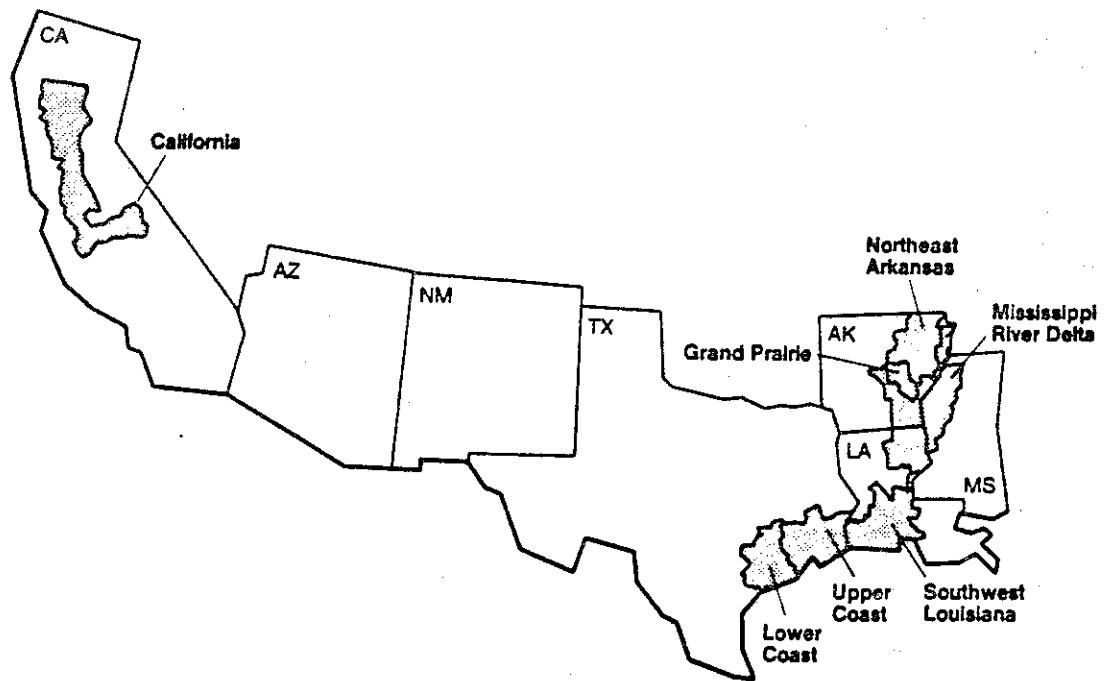 CA
California
AZ
NM
TX
Northeast
Arkansas
AK
Mississippi
River Delta
Grand Prairie
LA
MS
Upper
Coast
Southwest
Louisiana
Lower
Coast